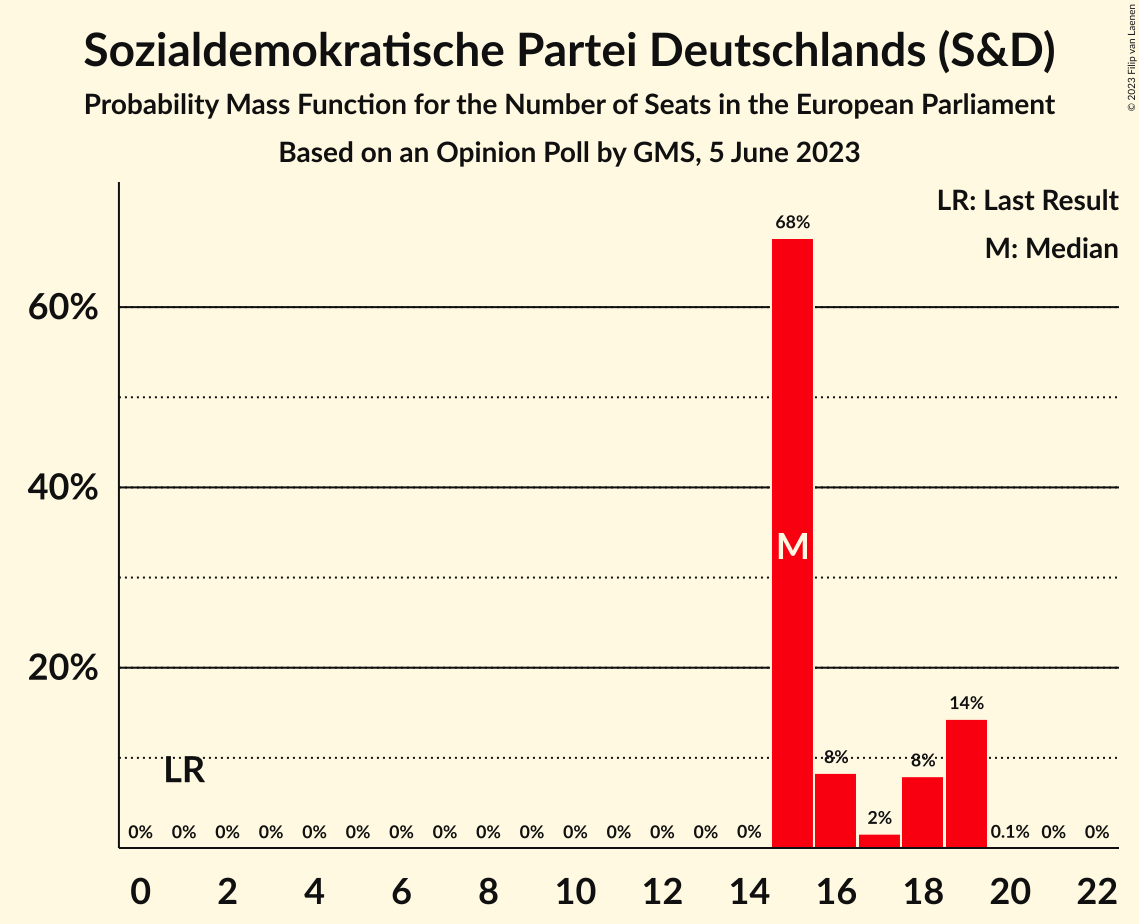 Sozialdemokratische Partei Deutschlands (S&D)
Probability Mass Function for the Number of Seats in the European Parliament
Based on an Opinion Poll by GMS, 5 June 2023
© 2023 Filip van Laenen
LR: Last Result
M: Median
68%
60%
40%
M
20%
14%
8% 8%
LR
2%
0% 0% 0% 0% 0% 0% 0% 0% 0% 0% 0% 0% 0% 0% 0% 0.1% 0% 0%
0 2 4 6 8 10 12 14 16 18 20 22